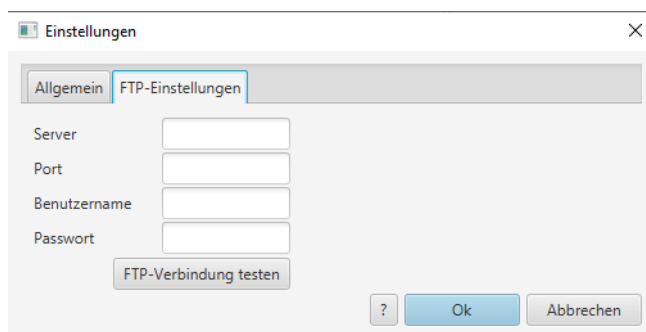 Einstellungen
Allgemein FTP-Einstellungen
Server
Port
Benutzername
Passwort
FTP-Verbindung testen
? Ok Abbrechen